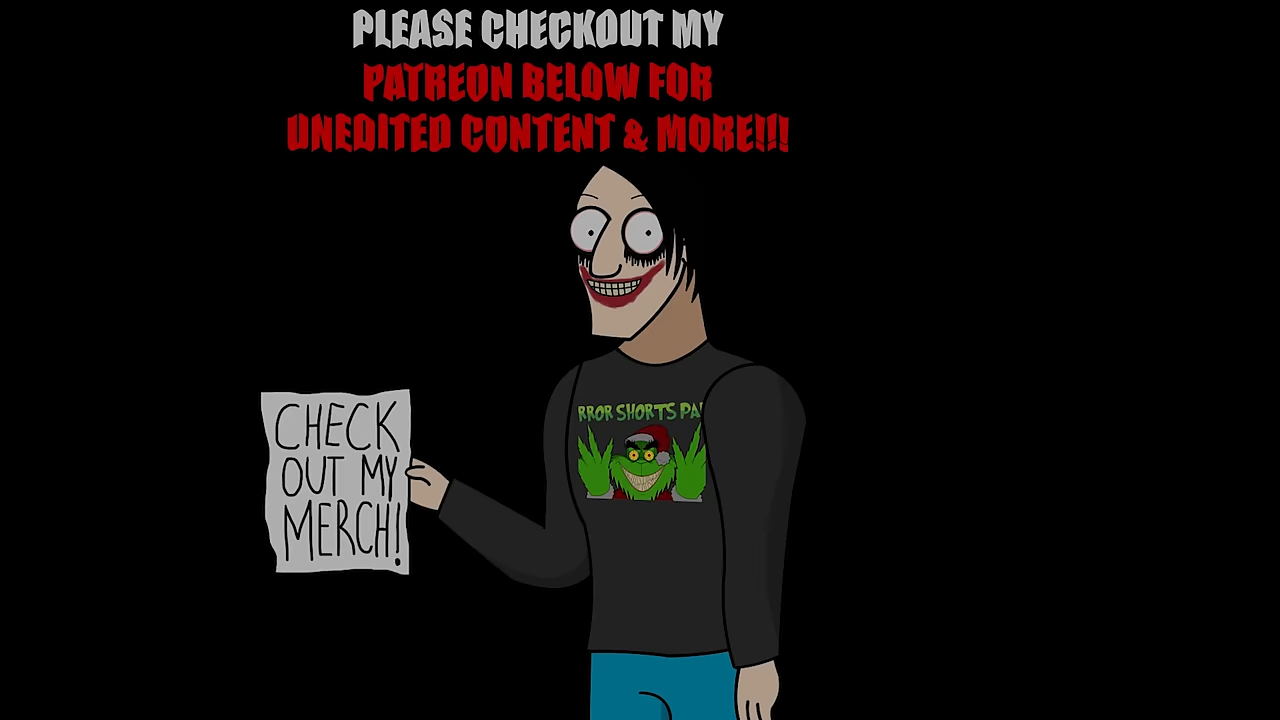 PLEASE CHECKOUT MY
PATREON BELOW FOR
UNEDITED CONTENT & MORE!!!
RROR SHORTS PA
CHECK
OUT MY
MERCH!